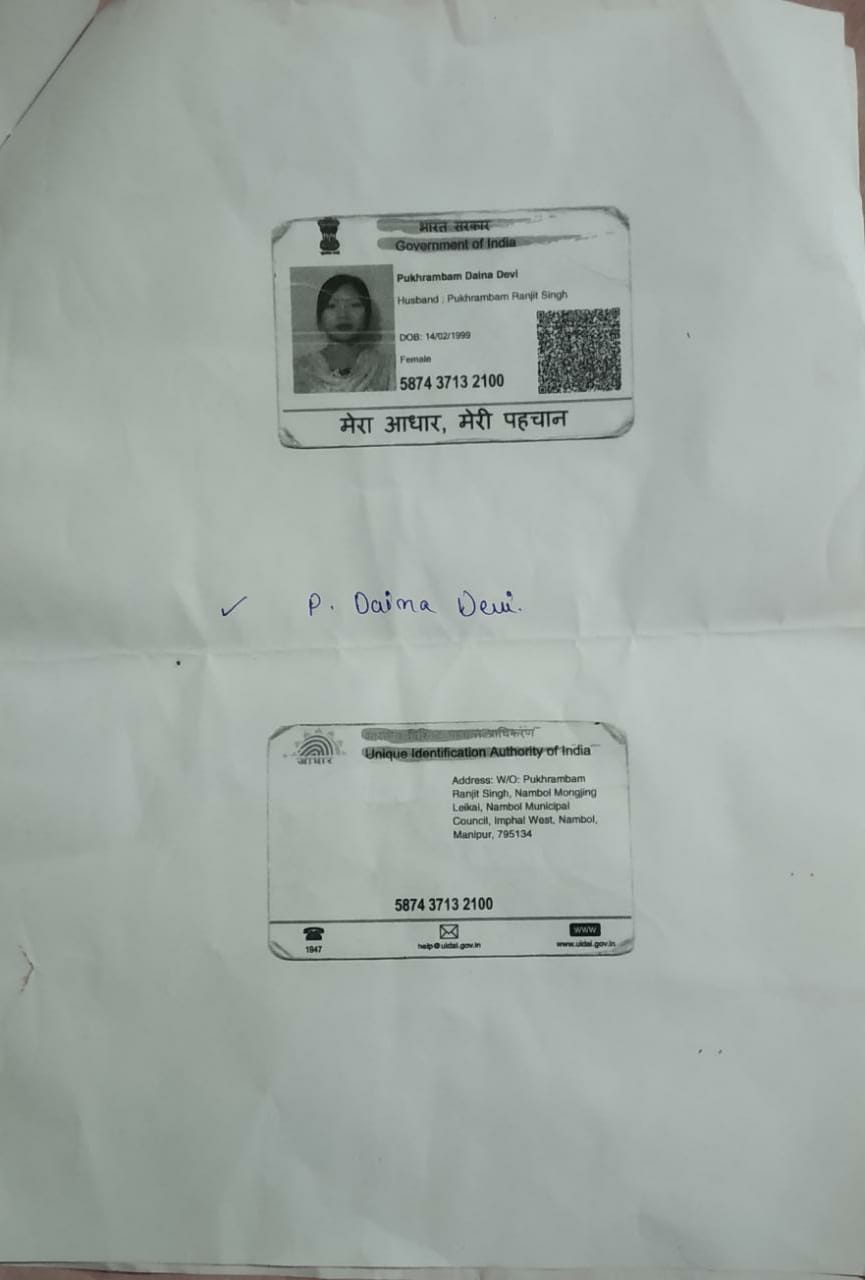 भारत सरकार
Government of India
Pukhrambam Daina Devi
Husband : Pukhrambam Ranjit Singh
DOB: 14/02/1999
Female
5874 3713 2100
मेरा आधार, मेरी पहचान
P. Daina Devi.
आधार
Unique Identification Authority of India
Address: W/O: Pukhrambam
Ranjit Singh, Nambol Mongjing
Leikai, Nambol Municipal
Council, Imphal West, Nambol,
Manipur, 795134
5874 3713 2100
1947
help@uidai.gov.in
WWW
www.uidai.gov.in